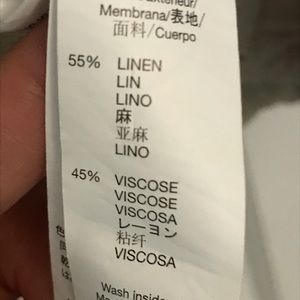 Extérieur/
Membrana/表地/
面料/Cuerpo
55% LINEN
LIN
LINO
麻
亚麻
LINO
45% VISCOSE
VISCOSE
VISCOSA
レーヨン
粘纤
VISCOSA
Wash inside